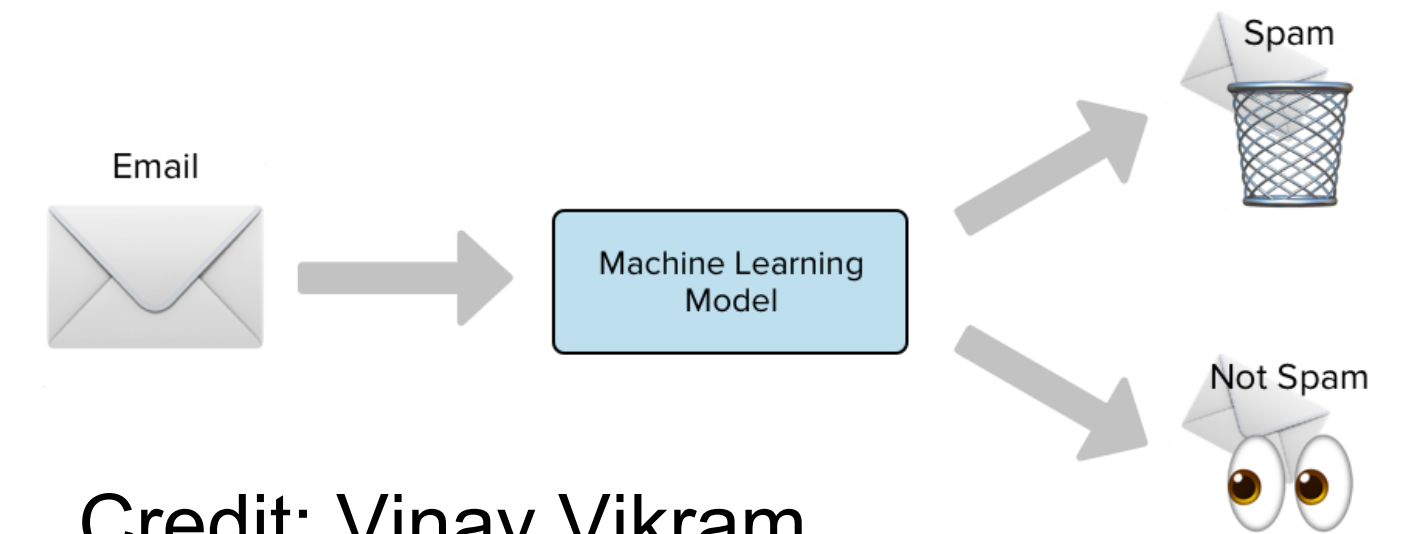 Email
Machine Learning
Model
Spam
Not Spam
Credit: Vinay Vikram